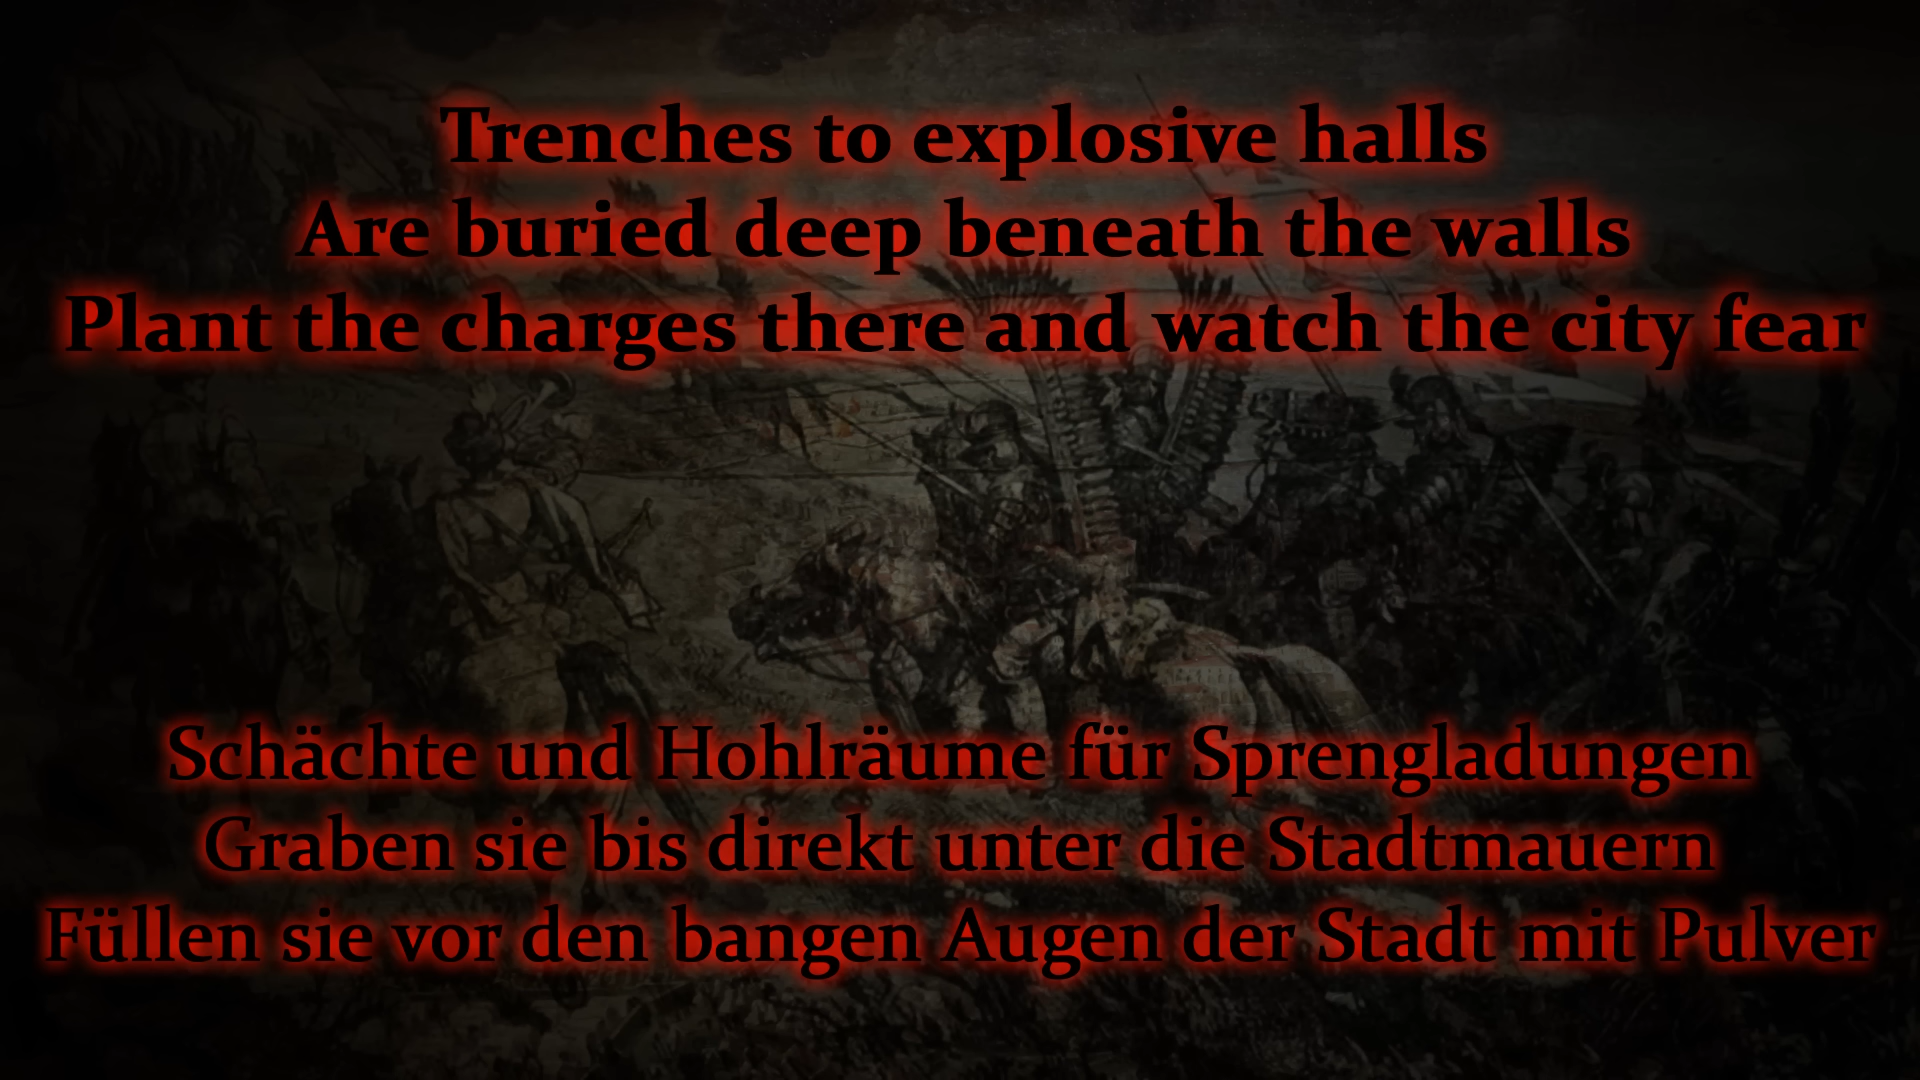 Trenches to explosive halls
Are buried deep beneath the walls
Plant the charges there and watch the city fear
Schächte und Hohlräume für Sprengladungen
Graben sie bis direkt unter die Stadtmauern
Füllen sie vor den bangen Augen der Stadt mit Pulver